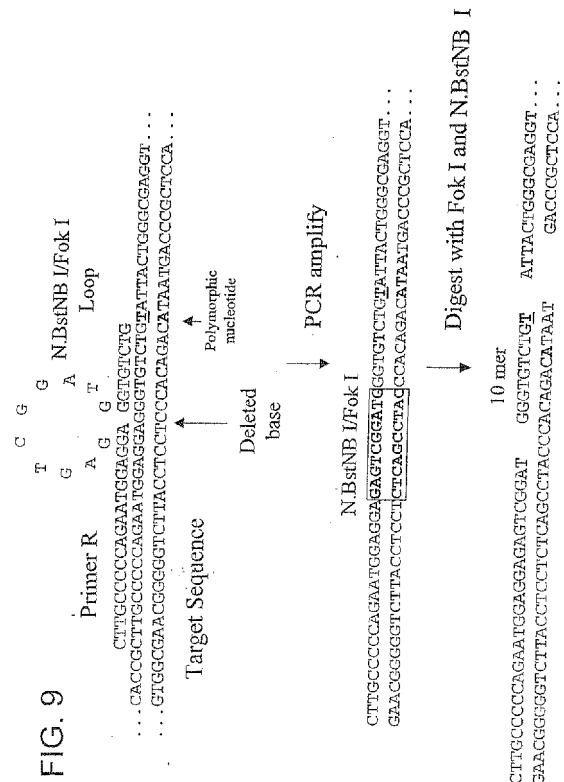 FIG. 9
C G
T G
G A
A G G T
N.BstNB I/Fok I
Loop
Primer R
CTTGCCCCCAGAATGGAGGA GGTGTCTG
...CACCGCTTGCCCCCAGAATGGAGGAGGGTGTCTGTATTACTGGGCGAGGT...
...GTGGCGAACGGGGGTCTTACCTCCTCCCACAGACATAATGACCCGCTCCA...
Target Sequence
Deleted
base
Polymorphic
nucleotide
PCR amplify
N.BstNB I/Fok I
CTTGCCCCCAGAATGGAGGAGAGTCGGATGGGTGTCTGTATTACTGGGCGAGGT...
GAACGGGGGTCTTACCTCCTCTCAGCCTACCCACAGACATAATGACCCGCTCCA...
Digest with Fok I and N.BstNB I
10 mer
CTTGCCCCCAGAATGGAGGAGAGTCGGAT GGGTGTCTGT ATTACTGGGCGAGGT...
GAACGGGGGTCTTACCTCCTCTCAGCCTACCCACAGACATAAT GACCCGCTCCA...